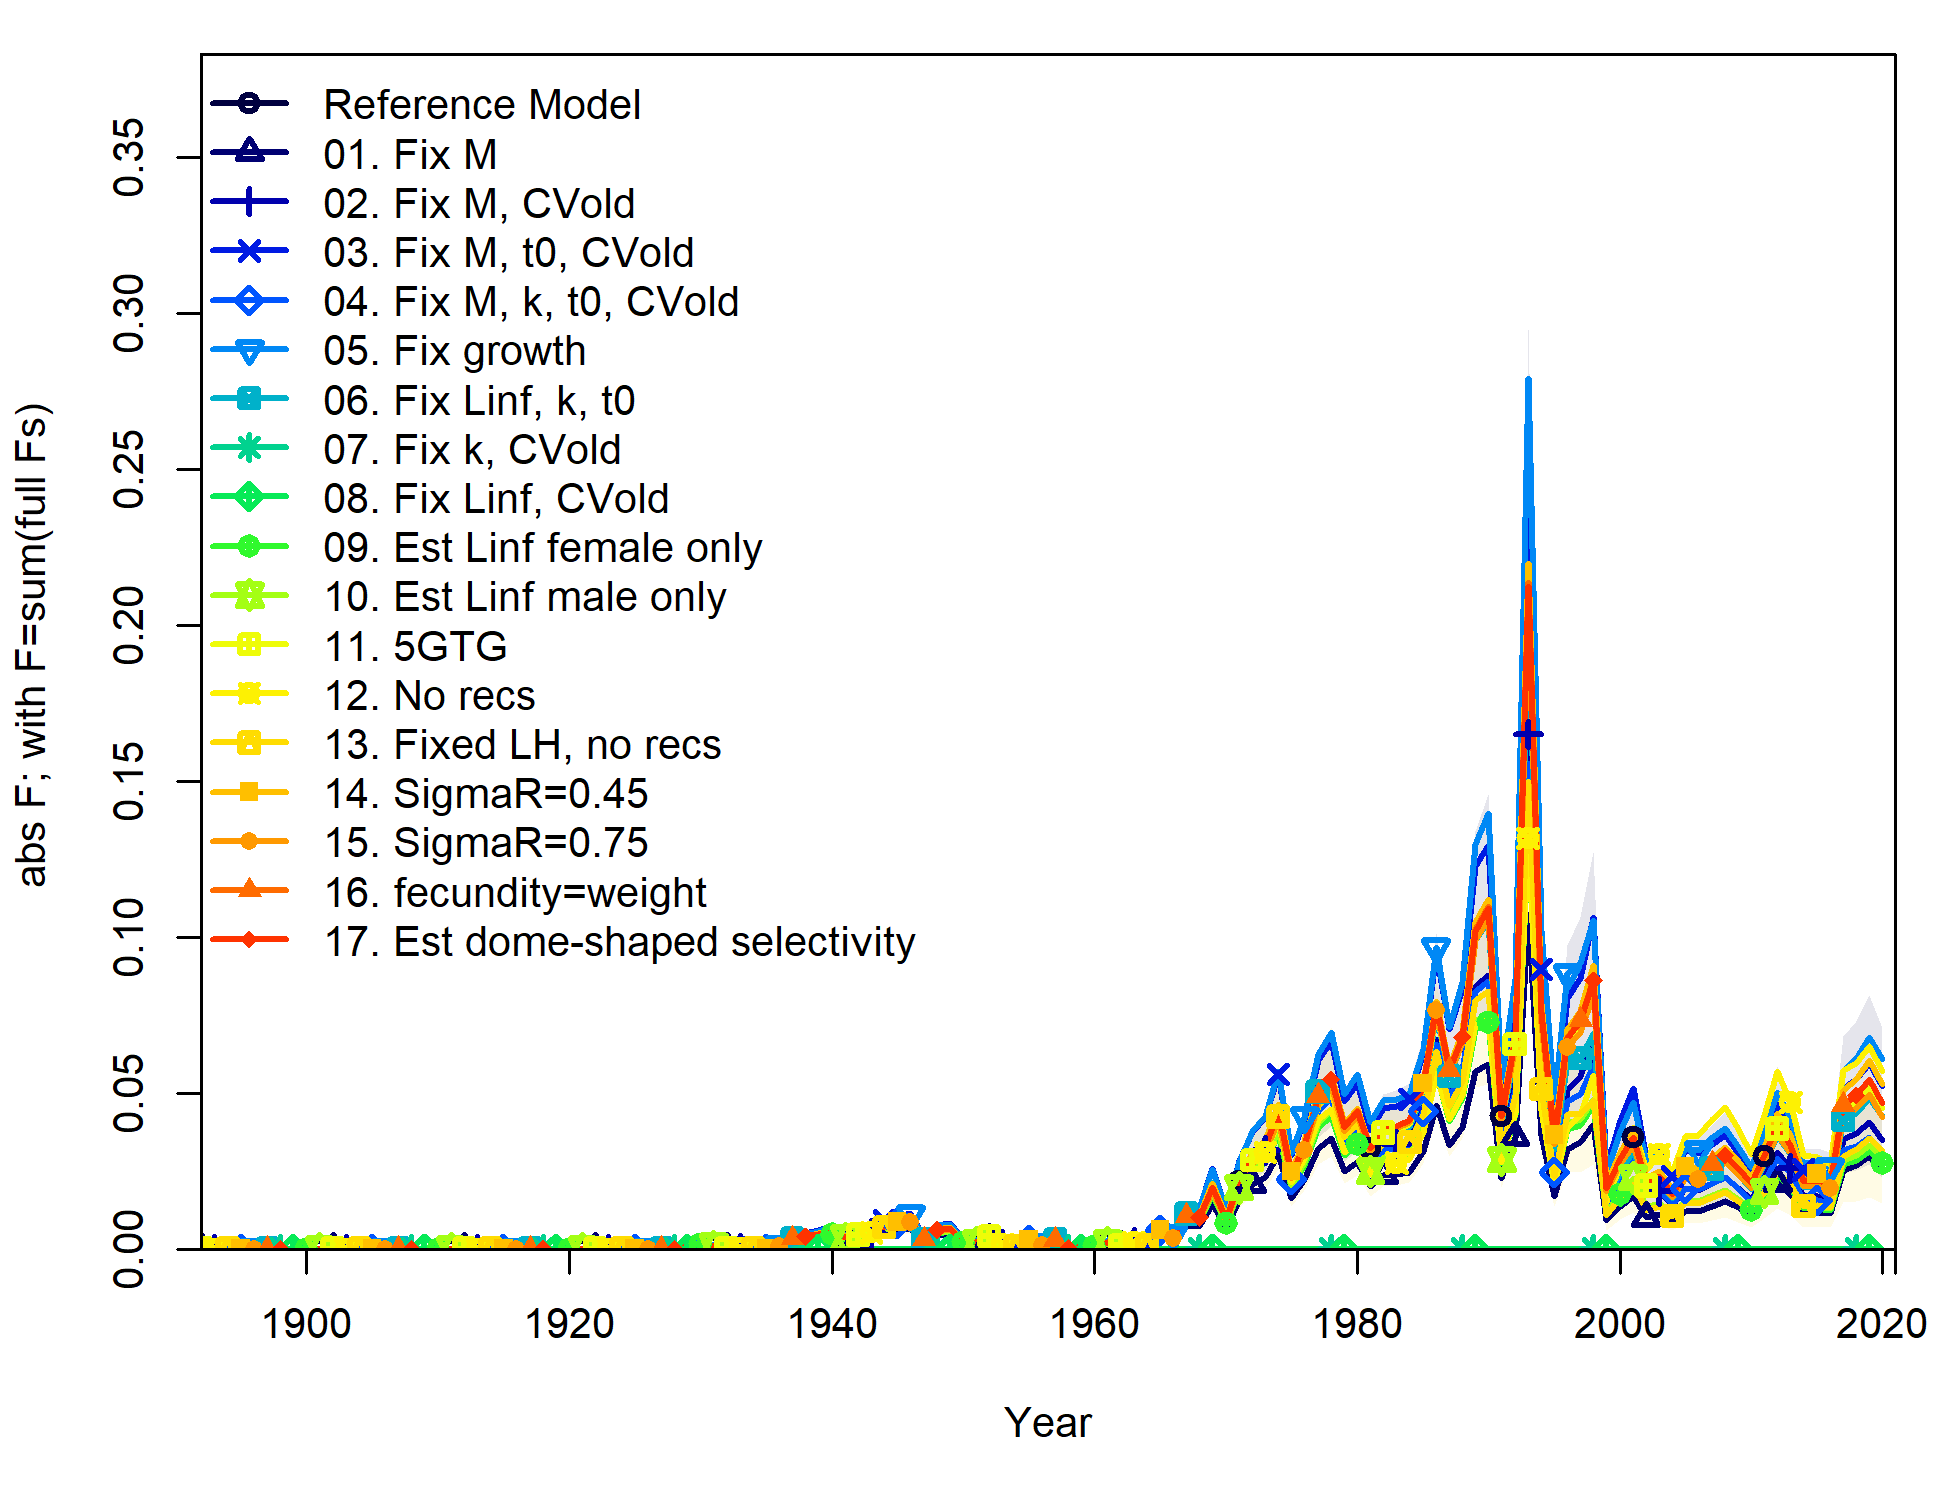 Reference Model
01. Fix M
02. Fix M, CVold
03. Fix M, t0, CVold
04. Fix M, k, t0, CVold
05. Fix growth
06. Fix Linf, k, t0
07. Fix k, CVold
08. Fix Linf, CVold
09. Est Linf female only
10. Est Linf male only
11. 5GTG
12. No recs
13. Fixed LH, no recs
14. SigmaR=0.45
15. SigmaR=0.75
16. fecundity=weight
17. Est dome-shaped selectivity
abs F; with F=sum(full Fs)
0.35
0.30
0.25
0.20
0.15
0.10
0.05
0.00
1900 1920 1940 1960 1980 2000 2020
Year